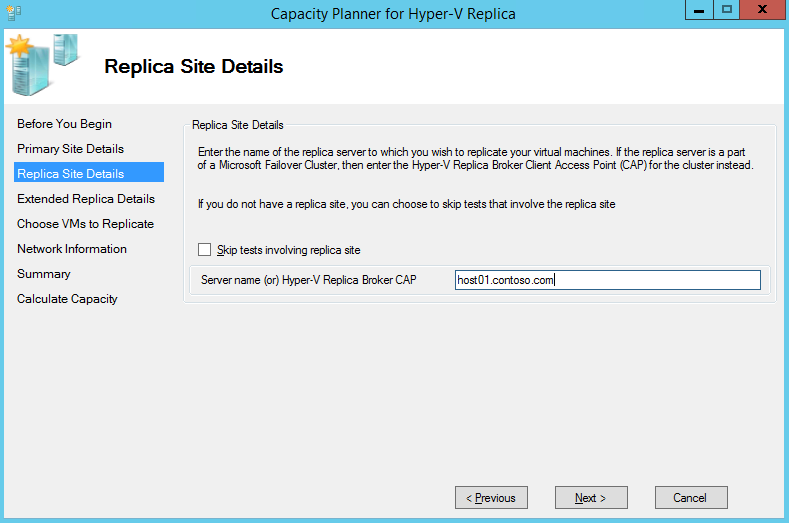 Capacity Planner for Hyper-V Replica
Replica Site Details
Before You Begin
Primary Site Details
Replica Site Details
Extended Replica Details
Choose VMs to Replicate
Network Information
Summary
Calculate Capacity
Replica Site Details
Enter the name of the replica server to which you wish to replicate your virtual machines. If the replica server is a part
of a Microsoft Failover Cluster, then enter the Hyper-V Replica Broker Client Access Point (CAP) for the cluster instead.
If you do not have a replica site, you can choose to skip tests that involve the replica site
Skip tests involving replica site
Server name (or) Hyper-V Replica Broker CAP
host01.contoso.com
< Previous
Next >
Cancel